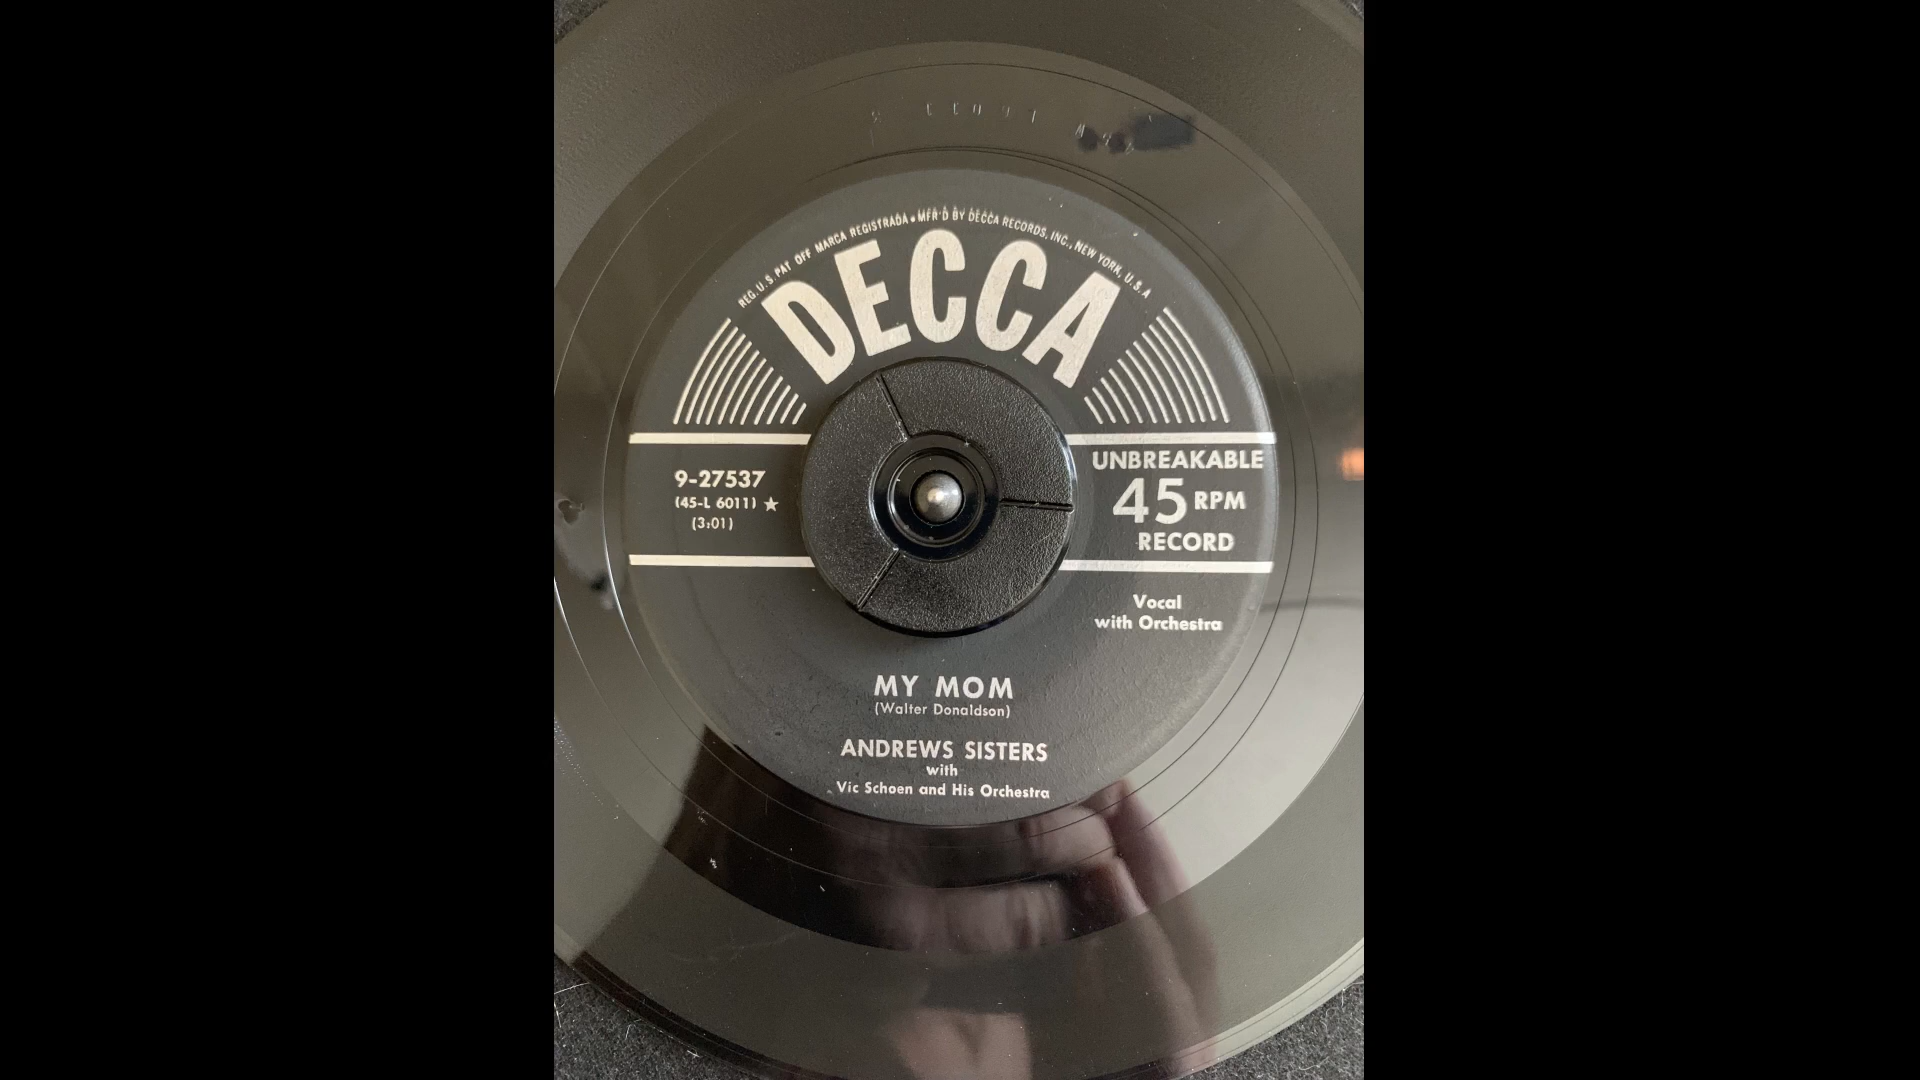 REG. U.S. PAT OFF MARCA REGISTRADA • MFR'D BY DECCA RECORDS, INC., NEW YORK, U.S.A
DECCA
9-27537
(45-L 6011) ★
(3:01)
UNBREAKABLE
45 RPM
RECORD
Vocal
with Orchestra
MY MOM
(Walter Donaldson)
ANDREWS SISTERS
with
Vic Schoen and His Orchestra